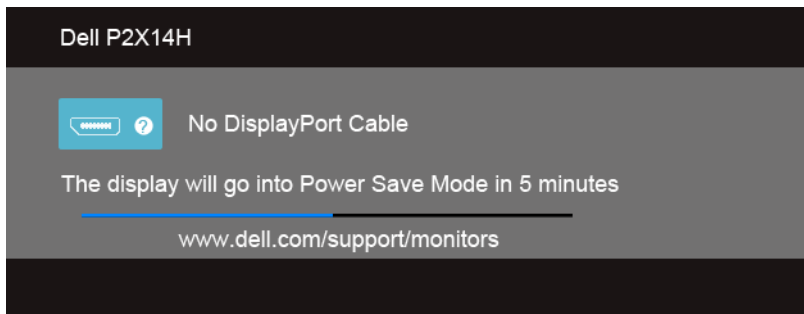 Dell P2X14H
? No DisplayPort Cable
The display will go into Power Save Mode in 5 minutes
www.dell.com/support/monitors